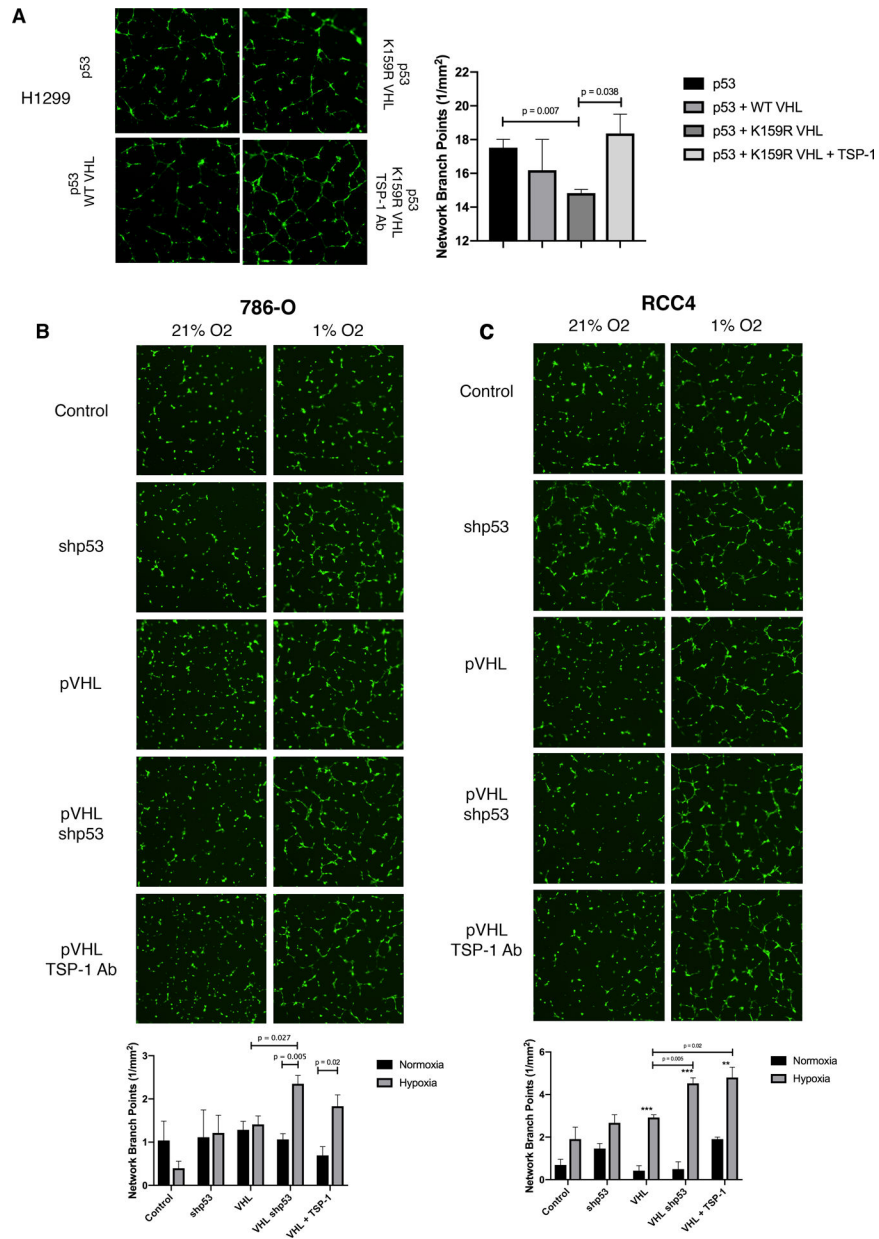 A
H1299
p53
p53
K159R VHL
p53
WT VHL
p53
K159R VHL
TSP-1 Ab
Network Branch Points (1/mm²)
22
20
18
16
14
12
p = 0.007
p = 0.038
p53
p53 + WT VHL
p53 + K159R VHL
p53 + K159R VHL + TSP-1
B
786-O
21% O2
1% O2
Control
shp53
pVHL
pVHL
shp53
pVHL
TSP-1 Ab
Network Branch Points (1/mm²)
3
2
1
0
p = 0.027
p = 0.005
p = 0.02
Normoxia
Hypoxia
Control
shp53
VHL
VHL shp53
VHL + TSP-1
C
RCC4
21% O2
1% O2
Control
shp53
pVHL
pVHL
shp53
pVHL
TSP-1 Ab
Network Branch Points (1/mm²)
6
4
2
0
p = 0.02
p = 0.005
***
***
**
Normoxia
Hypoxia
Control
shp53
VHL
VHL shp53
VHL + TSP-1